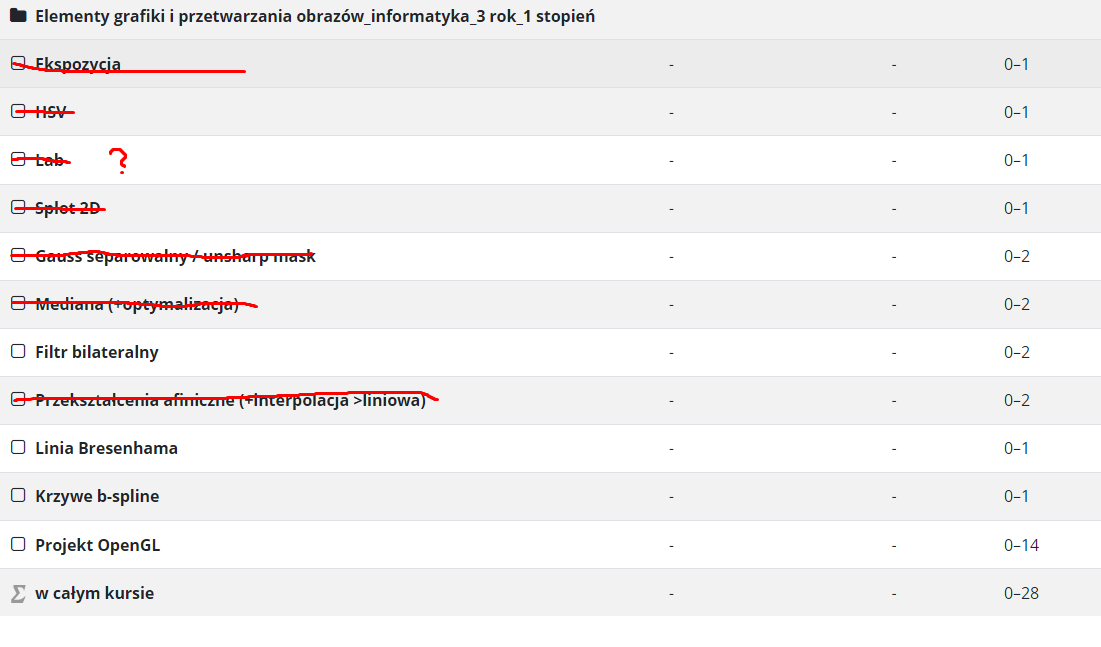 Elementy grafiki i przetwarzania obrazów_informatyka_3 rok_1 stopień
Ekspozycja - - 0–1
HSV - - 0–1
Lab ? - - 0–1
Splot 2D - - 0–1
Gauss separowalny / unsharp mask - - 0–2
Mediana (+optymalizacja) - - 0–2
Filtr bilateralny - - 0–2
Przekształcenia afiniczne (+interpolacja >liniowa) - - 0–2
Linia Bresenhama - - 0–1
Krzywe b-spline - - 0–1
Projekt OpenGL - - 0–14
Σ w całym kursie - - 0–28